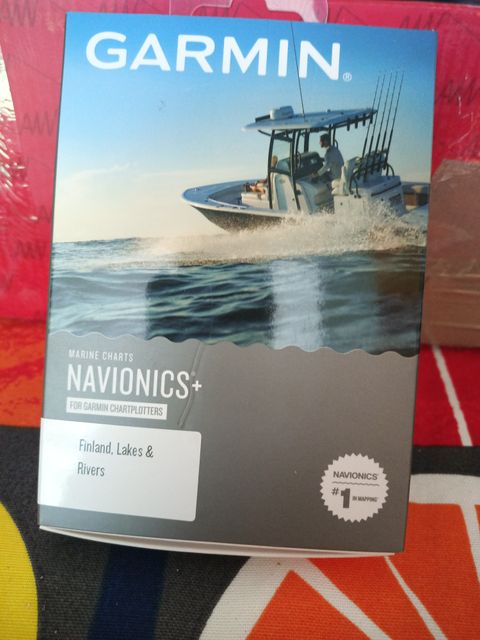 GARMIN®
MARINE CHARTS
NAVIONICS+
FOR GARMIN CHARTPLOTTERS
Finland, Lakes &
Rivers
NAVIONICS®
#1 IN MAPPING